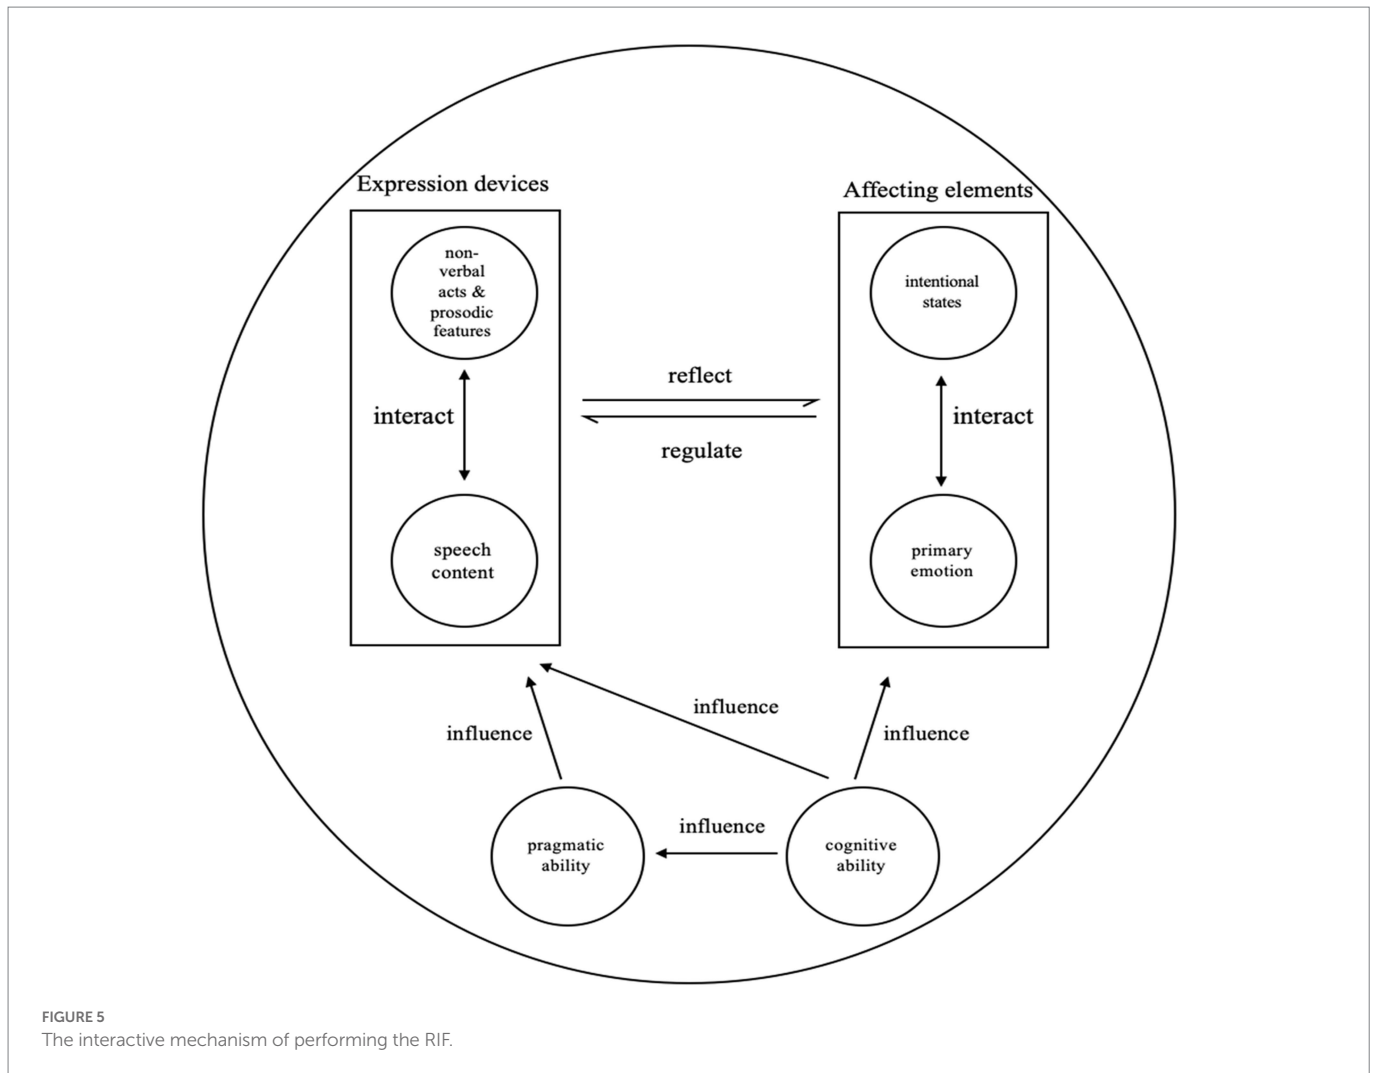 Expression devices
non-
verbal
acts &
prosodic
features
interact
speech
content
reflect
regulate
Affecting elements
intentional
states
interact
primary
emotion
influence
influence
influence
influence
pragmatic
ability
cognitive
ability
FIGURE 5
The interactive mechanism of performing the RIF.